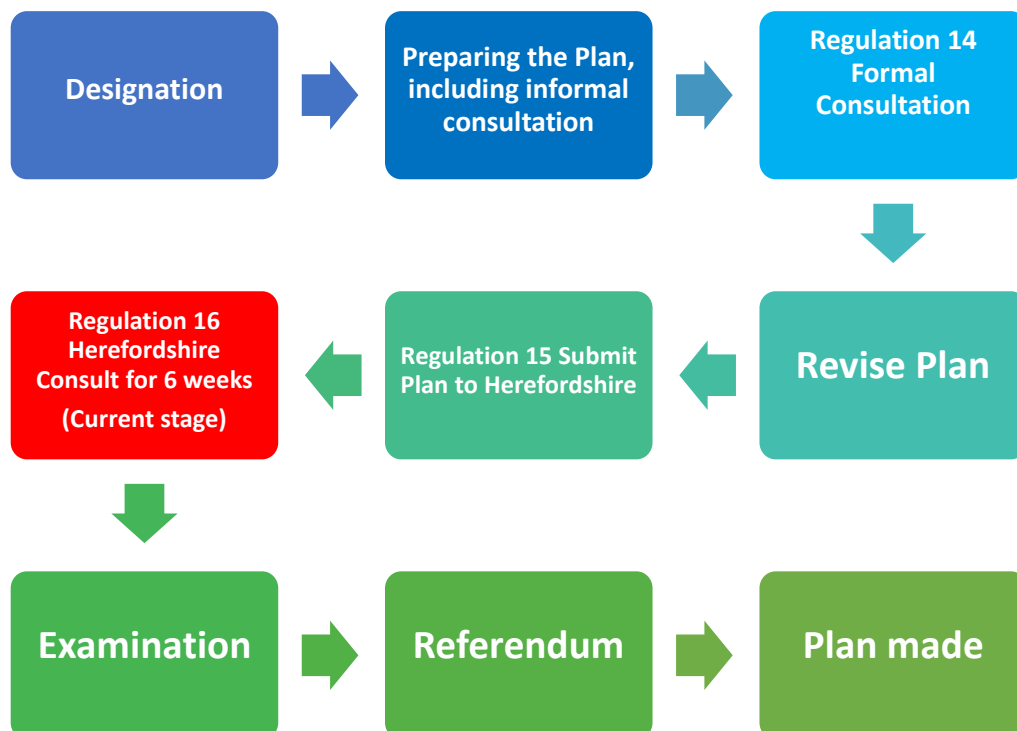 Designation
Preparing the Plan,
including informal
consultation
Regulation 14
Formal
Consultation
Revise Plan
Regulation 15 Submit
Plan to Herefordshire
Regulation 16
Herefordshire
Consult for 6 weeks
(Current stage)
Examination
Referendum
Plan made